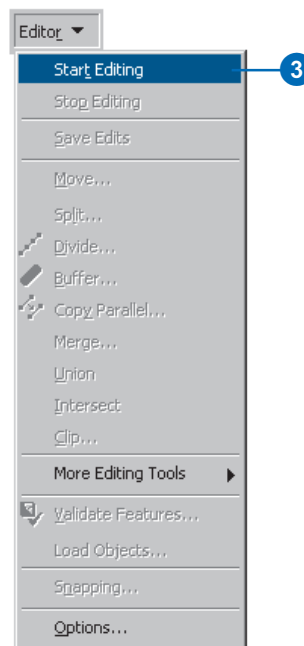 Editor
Start Editing
3
Stop Editing
Save Edits
Move...
Split...
Divide...
Buffer...
Copy Parallel...
Merge...
Union
Intersect
Clip...
More Editing Tools
Validate Features...
Load Objects...
Snapping...
Options...